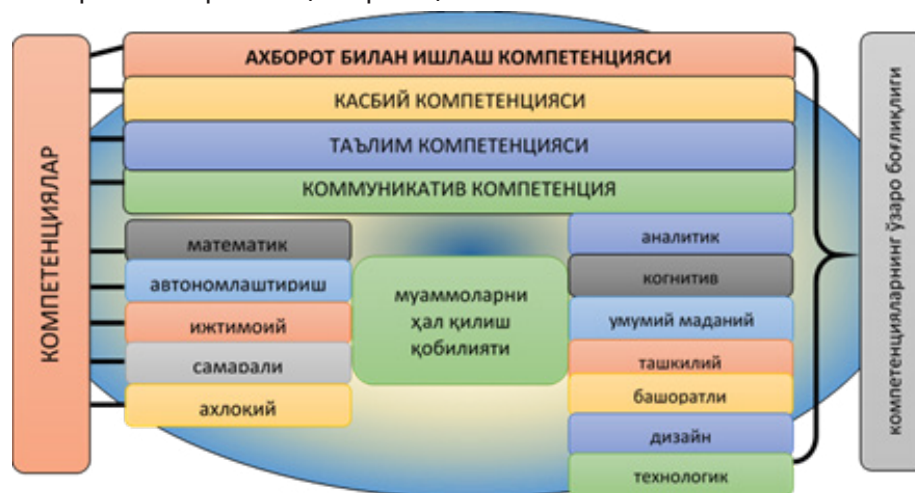 КОМПЕТЕНЦИЯЛАР
АХБОРОТ БИЛАН ИШЛАШ КОМПЕТЕНЦИЯСИ
КАСБИЙ КОМПЕТЕНЦИЯСИ
ТАЪЛИМ КОМПЕТЕНЦИЯСИ
КОММУНИКАТИВ КОМПЕТЕНЦИЯ
математик
автономлаштириш
ижтимоий
самарали
ахлоқий
муаммоларни
ҳал қилиш
қобилияти
аналитик
когнитив
умумий маданий
ташкилий
башоратли
дизайн
технологик
компетенцияларнинг ўзаро боғлиқлиги